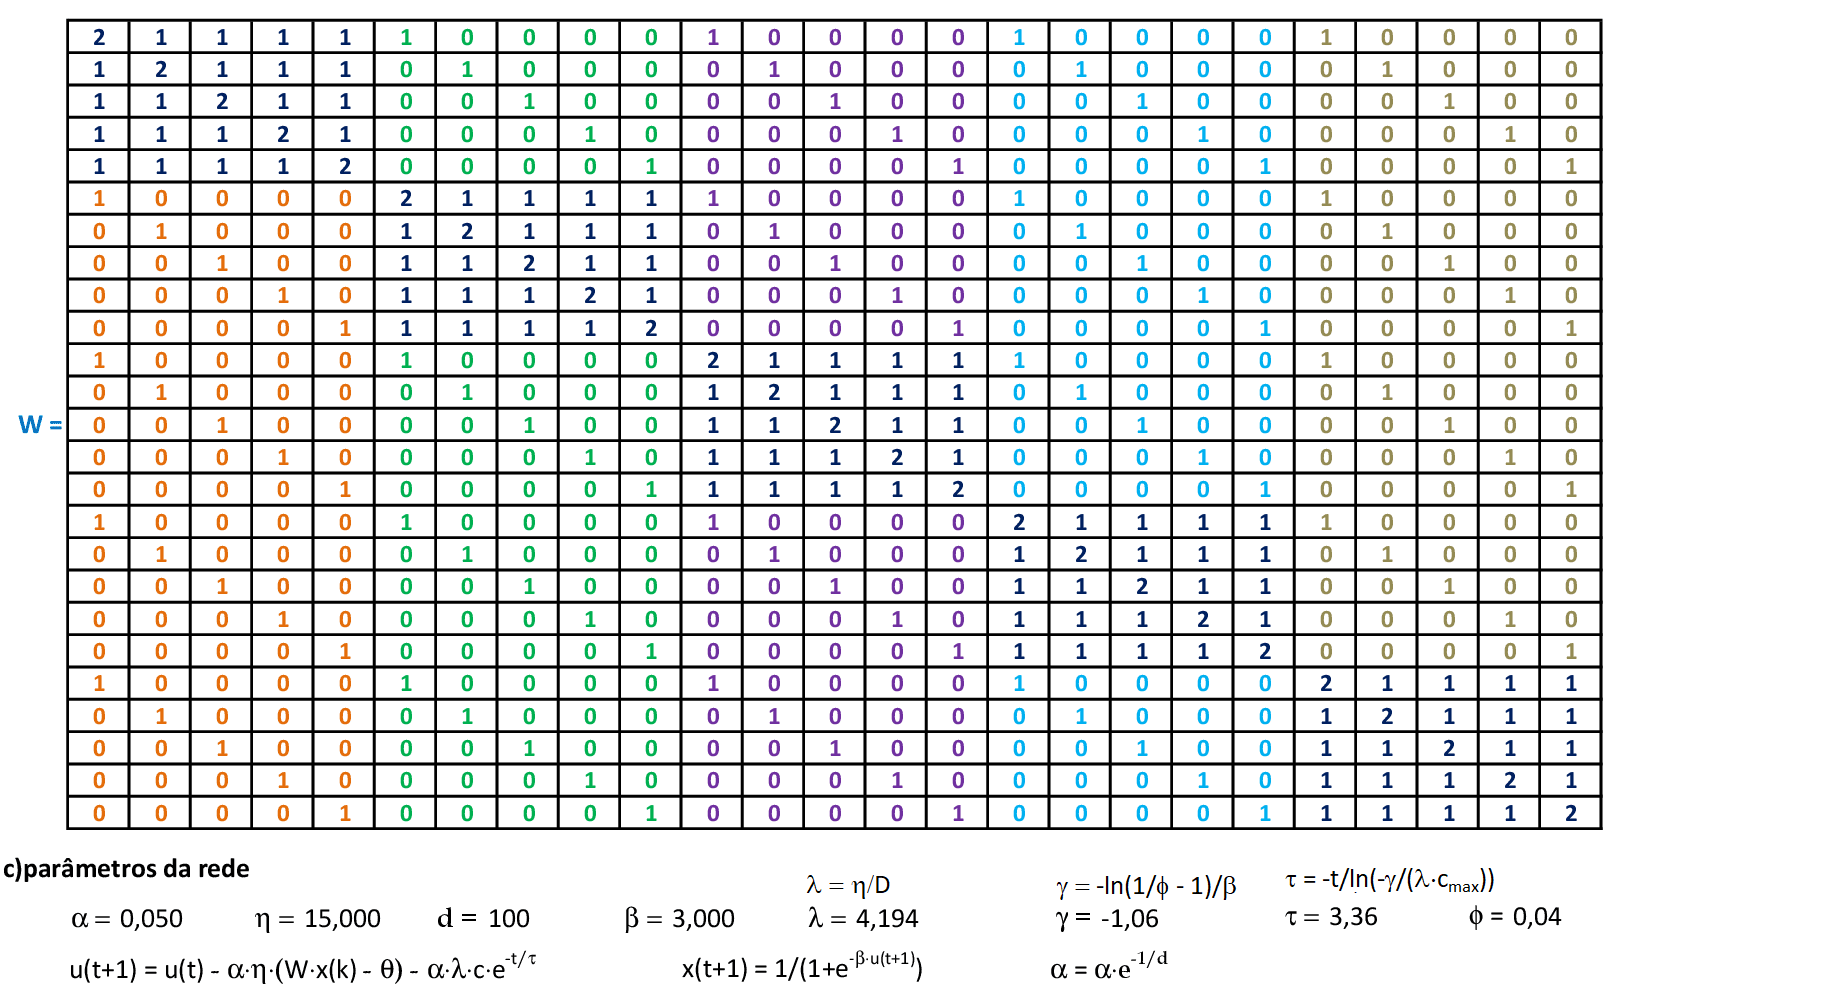 2 1 1 1 1 1 0 0 0 0 1 0 0 0 0 1 0 0 0 0 1 0 0 0 0
1 2 1 1 1 0 1 0 0 0 0 1 0 0 0 0 1 0 0 0 0 1 0 0 0
1 1 2 1 1 0 0 1 0 0 0 0 1 0 0 0 0 1 0 0 0 0 1 0 0
1 1 1 2 1 0 0 0 1 0 0 0 0 1 0 0 0 0 1 0 0 0 0 1 0
1 1 1 1 2 0 0 0 0 1 0 0 0 0 1 0 0 0 0 1 0 0 0 0 1
1 0 0 0 0 2 1 1 1 1 1 0 0 0 0 1 0 0 0 0 1 0 0 0 0
0 1 0 0 0 1 2 1 1 1 0 1 0 0 0 0 1 0 0 0 0 1 0 0 0
0 0 1 0 0 1 1 2 1 1 0 0 1 0 0 0 0 1 0 0 0 0 1 0 0
0 0 0 1 0 1 1 1 2 1 0 0 0 1 0 0 0 0 1 0 0 0 0 1 0
0 0 0 0 1 1 1 1 1 2 0 0 0 0 1 0 0 0 0 1 0 0 0 0 1
1 0 0 0 0 1 0 0 0 0 2 1 1 1 1 1 0 0 0 0 1 0 0 0 0
0 1 0 0 0 0 1 0 0 0 1 2 1 1 1 0 1 0 0 0 0 1 0 0 0
W = 0 0 1 0 0 0 0 1 0 0 1 1 2 1 1 0 0 1 0 0 0 0 1 0 0
0 0 0 1 0 0 0 0 1 0 1 1 1 2 1 0 0 0 1 0 0 0 0 1 0
0 0 0 0 1 0 0 0 0 1 1 1 1 1 2 0 0 0 0 1 0 0 0 0 1
1 0 0 0 0 1 0 0 0 0 1 0 0 0 0 2 1 1 1 1 1 0 0 0 0
0 1 0 0 0 0 1 0 0 0 0 1 0 0 0 1 2 1 1 1 0 1 0 0 0
0 0 1 0 0 0 0 1 0 0 0 0 1 0 0 1 1 2 1 1 0 0 1 0 0
0 0 0 1 0 0 0 0 1 0 0 0 0 1 0 1 1 1 2 1 0 0 0 1 0
0 0 0 0 1 0 0 0 0 1 0 0 0 0 1 1 1 1 1 2 0 0 0 0 1
1 0 0 0 0 1 0 0 0 0 1 0 0 0 0 1 0 0 0 0 2 1 1 1 1
0 1 0 0 0 0 1 0 0 0 0 1 0 0 0 0 1 0 0 0 1 2 1 1 1
0 0 1 0 0 0 0 1 0 0 0 0 1 0 0 0 0 1 0 0 1 1 2 1 1
0 0 0 1 0 0 0 0 1 0 0 0 0 1 0 0 0 0 1 0 1 1 1 2 1
0 0 0 0 1 0 0 0 0 1 0 0 0 0 1 0 0 0 0 1 1 1 1 1 2
c)parâmetros da rede
λ = η/D γ = -ln(1/ϕ - 1)/β τ = -t/ln(-γ/(λ·cmax))
α = 0,050 η = 15,000 d = 100 β = 3,000 λ = 4,194 γ = -1,06 τ = 3,36 ϕ = 0,04
u(t+1) = u(t) - α·η·(W·x(k) - θ) - α·λ·c·e^-t/τ x(t+1) = 1/(1+e^-β·u(t+1)) α = α·e^-1/d